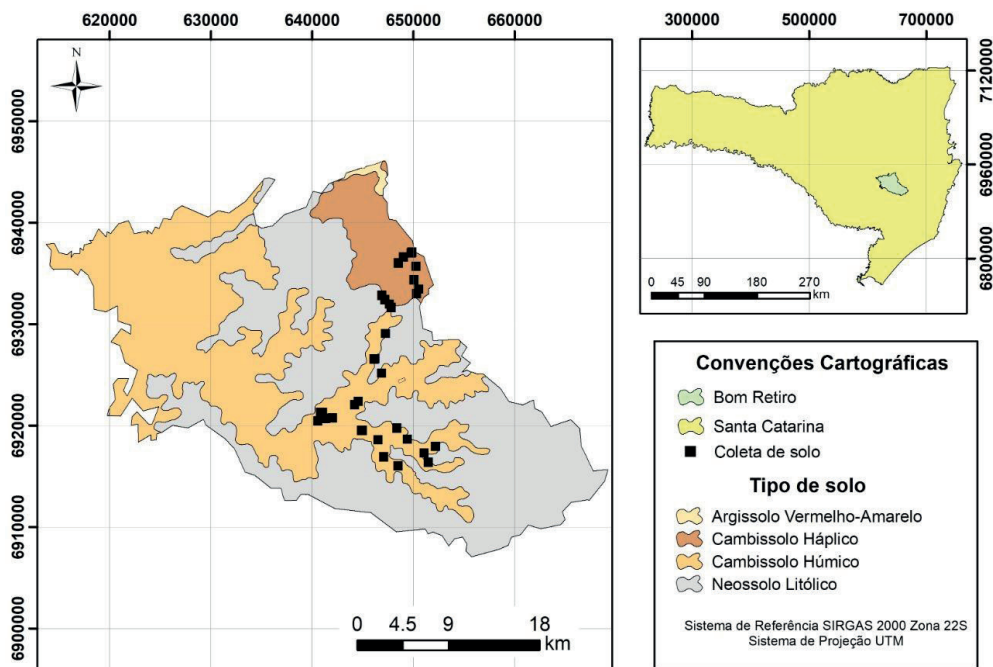 620000 630000 640000 650000 660000
N
6950000
6940000
6930000
6920000
6910000
6900000
0 4.5 9 18
km
300000 500000 700000
7120000
6960000
6800000
0 45 90 180 270
km
Convenções Cartográficas
Bom Retiro
Santa Catarina
Coleta de solo
Tipo de solo
Argissolo Vermelho-Amarelo
Cambissolo Háplico
Cambissolo Húmico
Neossolo Litólico
Sistema de Referência SIRGAS 2000 Zona 22S
Sistema de Projeção UTM